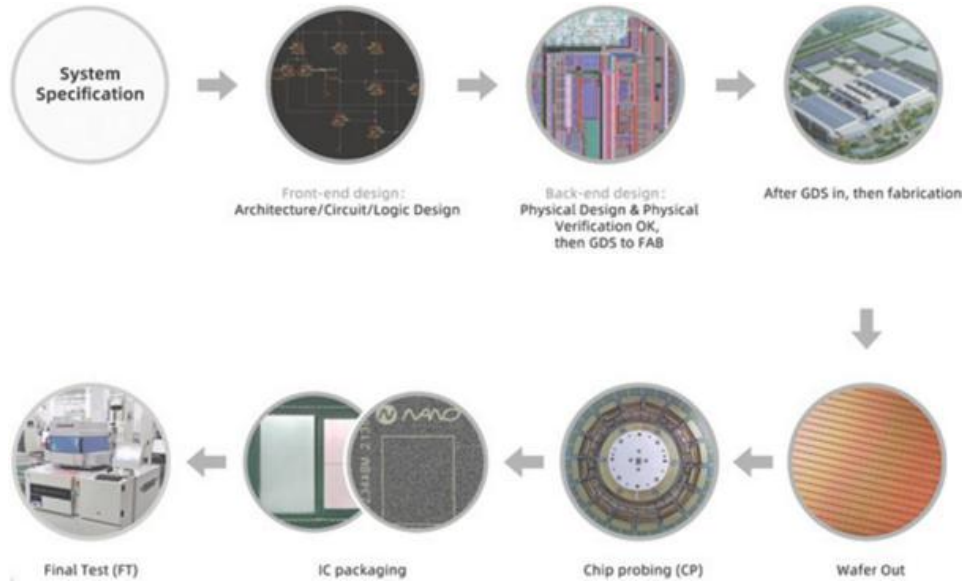 System
Specification
Front-end design:
Architecture/Circuit/Logic Design
Back-end design:
Physical Design & Physical
Verification OK,
then GDS to FAB
After GDS in, then fabrication
NANO
Final Test (FT)
IC packaging
Chip probing (CP)
Wafer Out